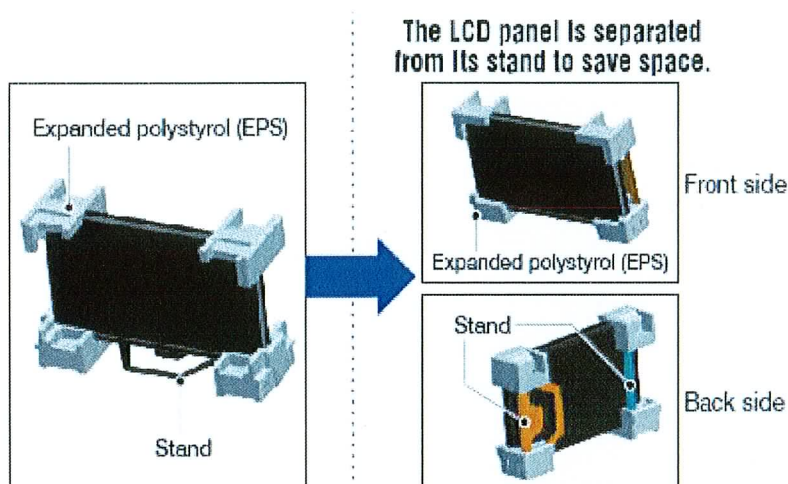 The LCD panel is separated
from its stand to save space.
Expanded polystyrol (EPS)
Stand
Expanded polystyrol (EPS)
Front side
Stand
Back side